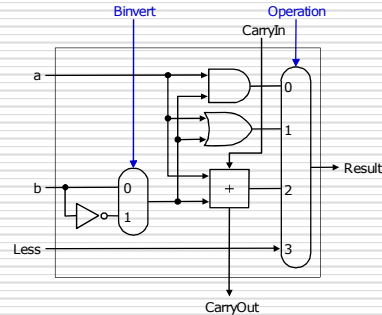 Binvert
Operation
CarryIn
a
0
1
b
0
+
2
Result
1
Less
3
CarryOut